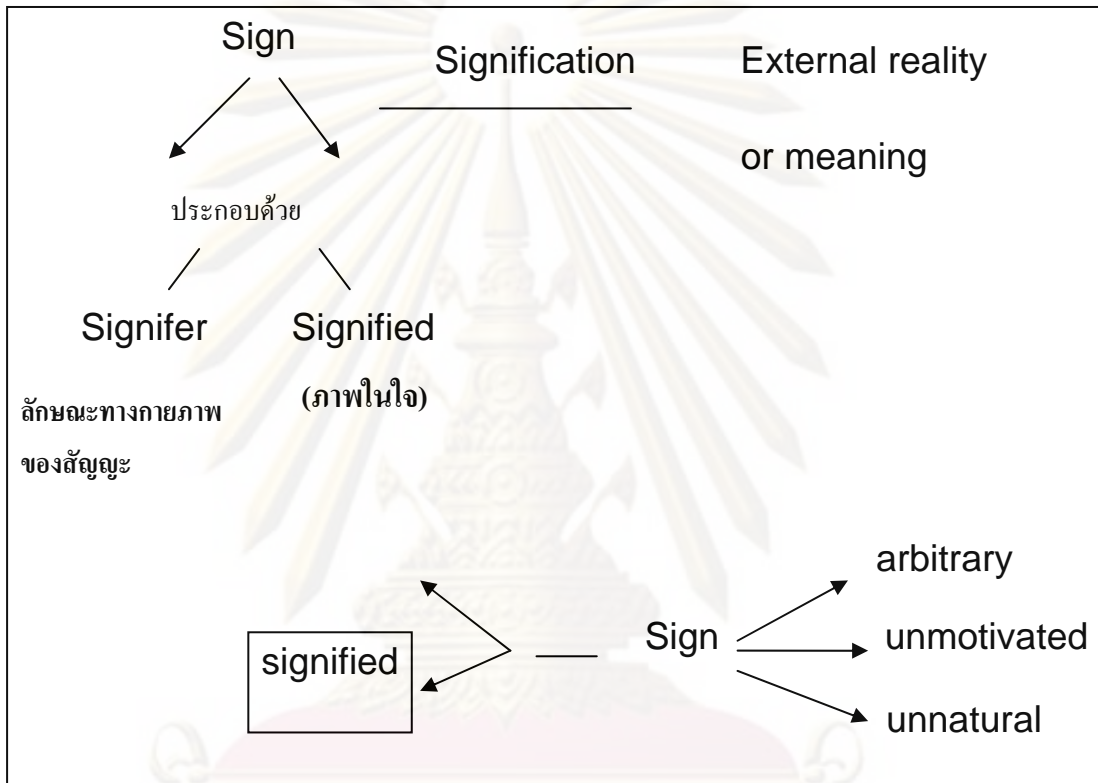 Sign
Signification
External reality
or meaning
ประกอบด้วย
Signifer
Signified
(ภาพในใจ)
ลักษณะทางกายภาพ
ของสัญญะ
arbitrary
Sign
unmotivated
signified
unnatural